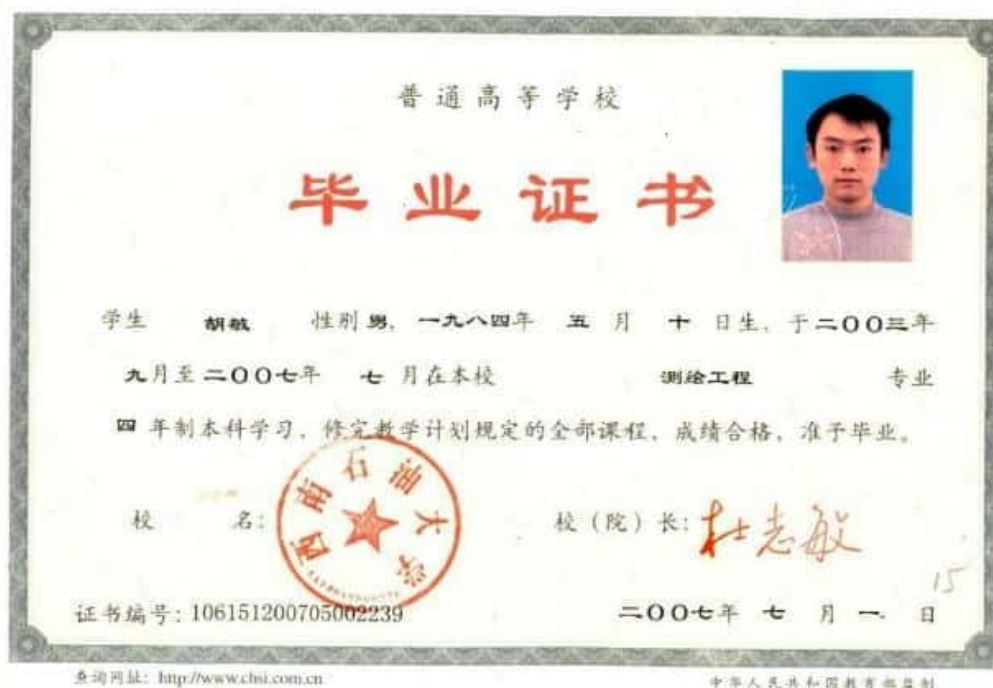 普通高等学校
毕业证书
学生 胡敏 性别 男，一九八四年 五 月 十 日生，于二〇〇三年
九月至二〇〇七年 七 月在本校 测绘工程 专业
四 年制本科学习，修完教学计划规定的全部课程，成绩合格，准予毕业。
校 名：
西南石油大学
校（院）长：杜志敏
15
证书编号：106151200705002239 二〇〇七年 七 月 一 日
查询网址：http://www.chsi.com.cn 中华人民共和国教育部监制